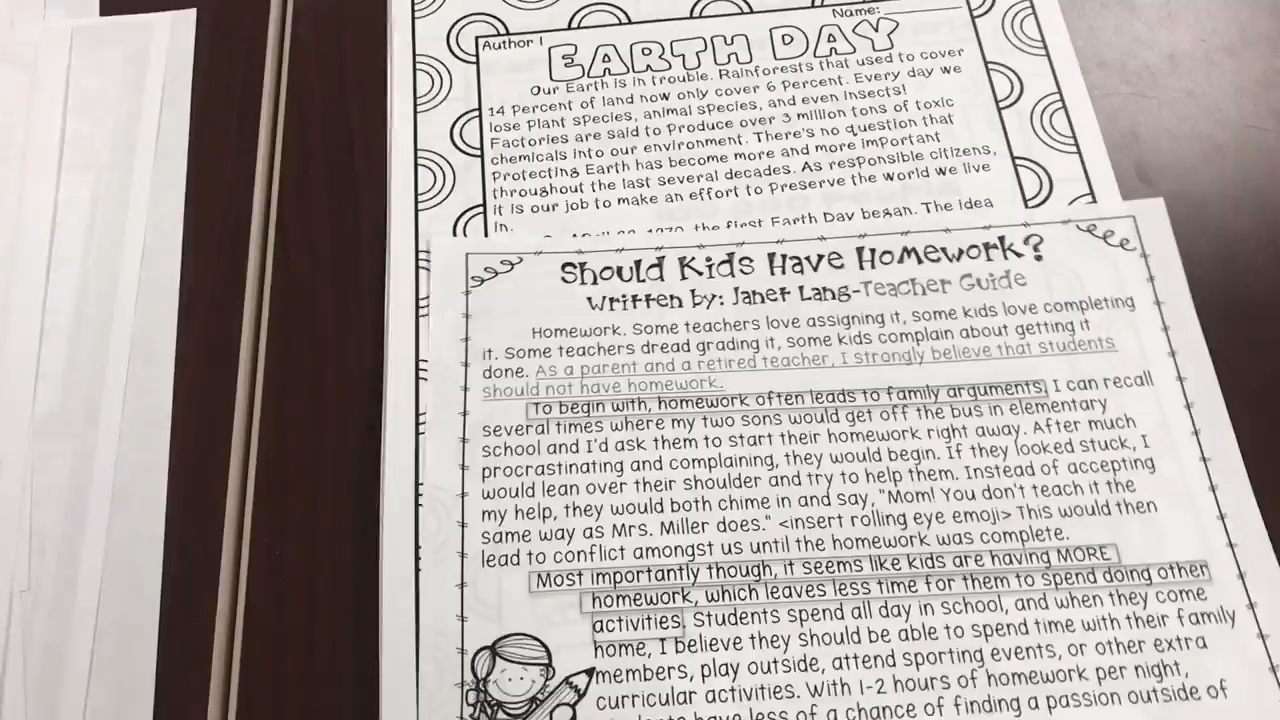 Name:
Author 1
EARTH DAY
Our Earth is in trouble. Rainforests that used to cover
14 percent of land now only cover 6 percent. Every day we
lose plant species, animal species, and even insects!
Factories are said to produce over 3 million tons of toxic
chemicals into our environment. There's no question that
protecting Earth has become more and more important
throughout the last several decades. As responsible citizens,
it is our job to make an effort to preserve the world we live
in.
1970, the first Earth Day began. The idea
Should Kids Have Homework?
Written by: Janet Lang-Teacher Guide
Homework. Some teachers love assigning it, some kids love completing
it. Some teachers dread grading it, some kids complain about getting it
done. As a parent and a retired teacher, I strongly believe that students
should not have homework.
To begin with, homework often leads to family arguments. I can recall
several times where my two sons would get off the bus in elementary
school and I'd ask them to start their homework right away. After much
procrastinating and complaining, they would begin. If they looked stuck, I
would lean over their shoulder and try to help them. Instead of accepting
my help, they would both chime in and say, "Mom! You don't teach it the
same way as Mrs. Miller does." <insert rolling eye emoji> This would then
lead to conflict amongst us until the homework was complete.
Most importantly though, it seems like kids are having MORE
homework, which leaves less time for them to spend doing other
activities. Students spend all day in school, and when they come
home, I believe they should be able to spend time with their family
members, play outside, attend sporting events, or other extra
curricular activities. With 1-2 hours of homework per night,
have less of a chance of finding a passion outside of